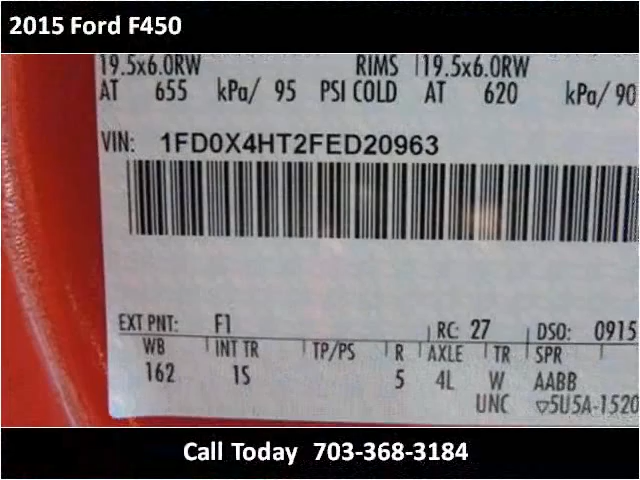 2015 Ford F450
19.5x6.0RW RIMS 19.5x6.0RW
AT 655 kPa/ 95 PSI COLD AT 620 kPa/ 90
VIN: 1FD0X4HT2FED20963
EXT PNT: F1 RC: 27 DSO: 0915
WB INT TR TP/PS R AXLE TR SPR
162 1S 5 4L W AABB
UNC ▽5U5A-1520
Call Today 703-368-3184